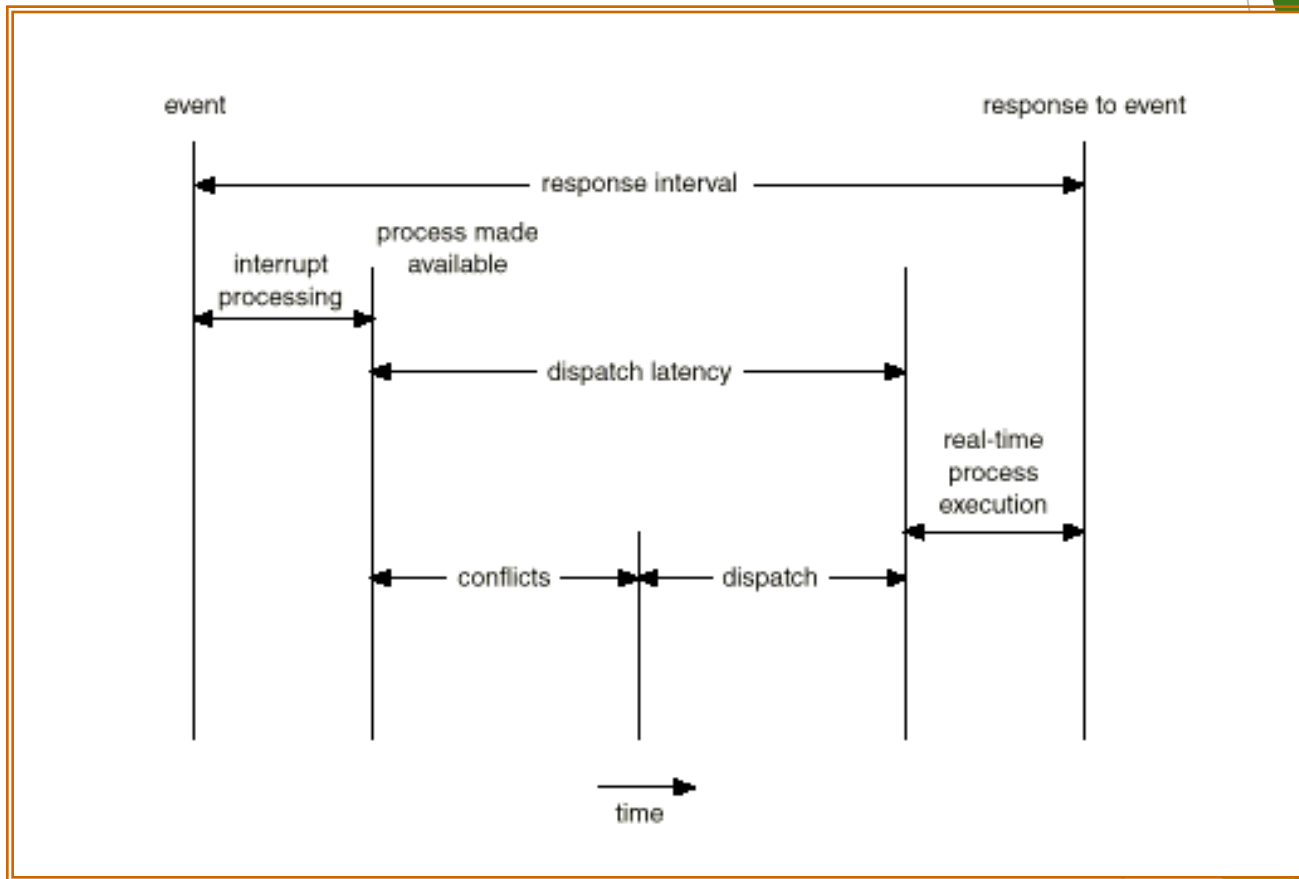 event
response to event
response interval
process made
available
interrupt
processing
dispatch latency
real-time
process
execution
conflicts
dispatch
time